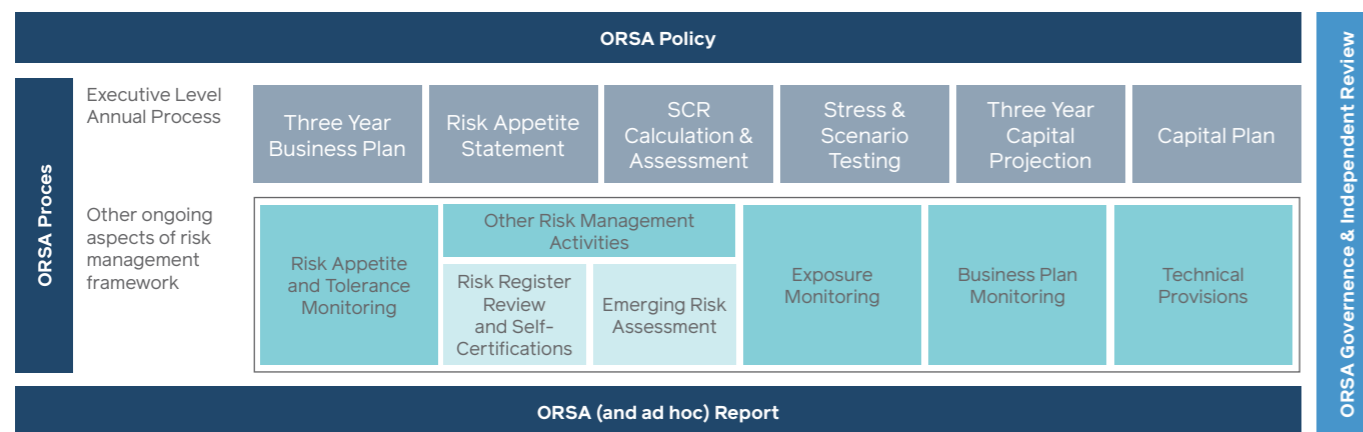 ORSA Policy
ORSA Proces
Executive Level
Annual Process
Three Year
Business Plan
Risk Appetite
Statement
SCR
Calculation &
Assessment
Stress &
Scenario
Testing
Three Year
Capital
Projection
Capital Plan
Other ongoing
aspects of risk
management
framework
Risk Appetite
and Tolerance
Monitoring
Other Risk Management
Activities
Risk Register
Review
and Self-
Certifications
Emerging Risk
Assessment
Exposure
Monitoring
Business Plan
Monitoring
Technical
Provisions
ORSA (and ad hoc) Report
ORSA Governence & Independent Review